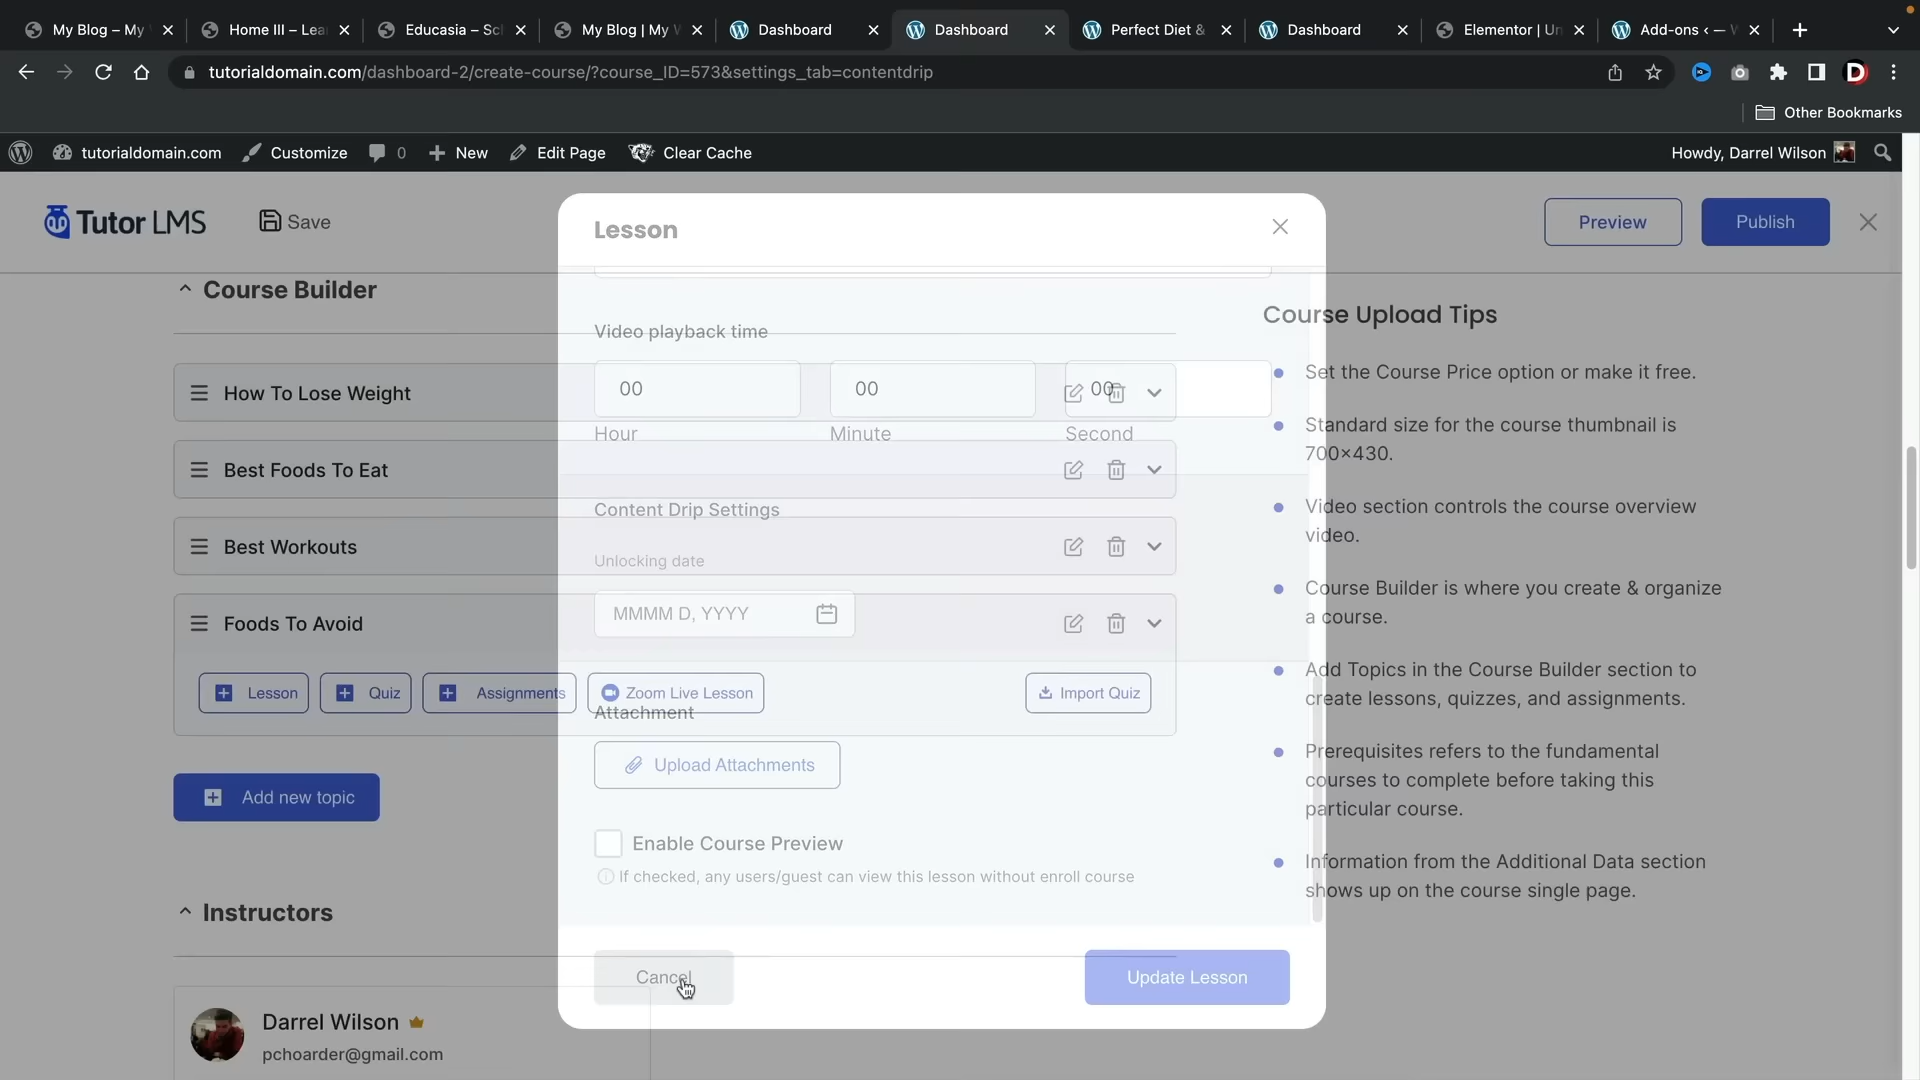 My Blog – My
Home III – Lea
Educasia – Sc
My Blog | My V
Dashboard
Dashboard
Perfect Diet &
Dashboard
Elementor | Un
Add-ons ‹ —
tutorialdomain.com/dashboard-2/create-course/?course_ID=573&settings_tab=contentdrip
Other Bookmarks
tutorialdomain.com
Customize
0
New
Edit Page
Clear Cache
Howdy, Darrel Wilson
Tutor LMS
Save
Preview
Publish
Lesson
Course Builder
Course Upload Tips
Video playback time
How To Lose Weight
00
00
00
Hour
Minute
Second
Best Foods To Eat
Content Drip Settings
Best Workouts
Unlocking date
MMMM D, YYYY
Foods To Avoid
Lesson
Quiz
Assignments
Zoom Live Lesson
Import Quiz
Attachment
Upload Attachments
Add new topic
Enable Course Preview
If checked, any users/guest can view this lesson without enroll course
Cancel
Update Lesson
Set the Course Price option or make it free.
Standard size for the course thumbnail is
700×430.
Video section controls the course overview
video.
Course Builder is where you create & organize
a course.
Add Topics in the Course Builder section to
create lessons, quizzes, and assignments.
Prerequisites refers to the fundamental
courses to complete before taking this
particular course.
Information from the Additional Data section
shows up on the course single page.
Instructors
Darrel Wilson
pchoarder@gmail.com